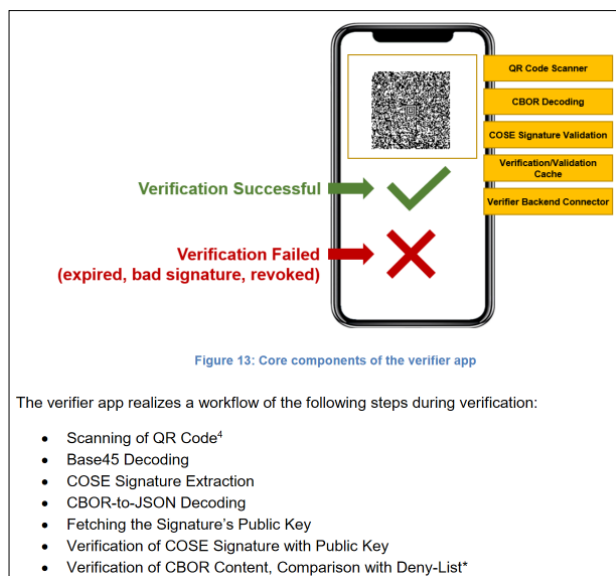 QR Code Scanner
CBOR Decoding
COSE Signature Validation
Verification/Validation
Cache
Verifier Backend Connector
Verification Successful
Verification Failed
(expired, bad signature, revoked)
Figure 13: Core components of the verifier app
The verifier app realizes a workflow of the following steps during verification:
• Scanning of QR Code⁴
• Base45 Decoding
• COSE Signature Extraction
• CBOR-to-JSON Decoding
• Fetching the Signature's Public Key
• Verification of COSE Signature with Public Key
• Verification of CBOR Content, Comparison with Deny-List*